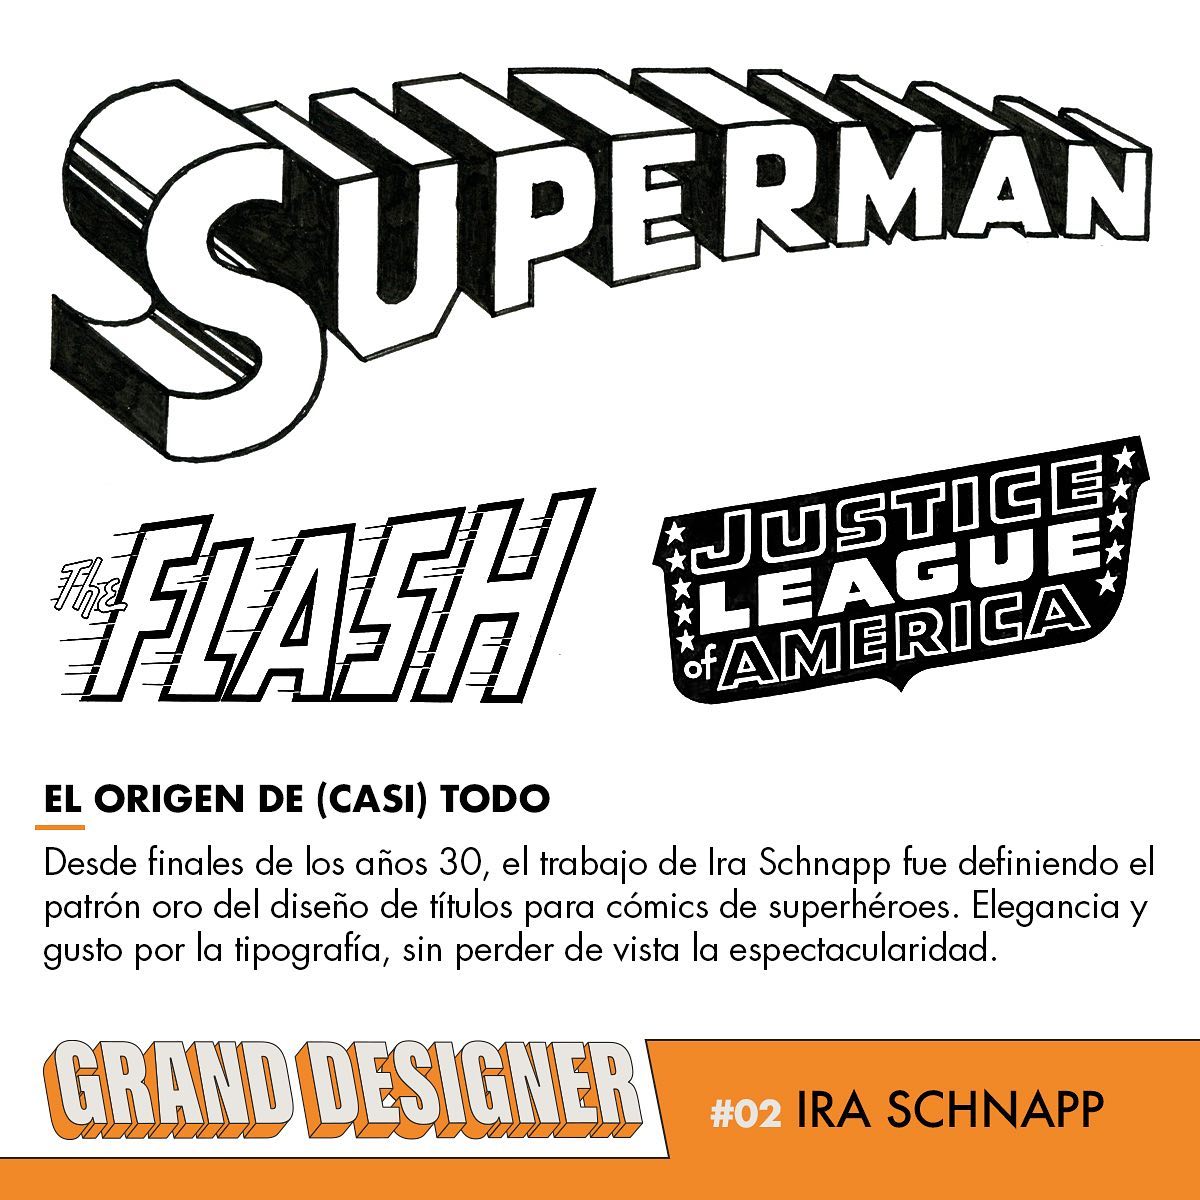 SUPERMAN
The FLASH
JUSTICE
LEAGUE
of AMERICA
EL ORIGEN DE (CASI) TODO
Desde finales de los años 30, el trabajo de Ira Schnapp fue definiendo el
patrón oro del diseño de títulos para cómics de superhéroes. Elegancia y
gusto por la tipografía, sin perder de vista la espectacularidad.
GRAND DESIGNER
#02 IRA SCHNAPP